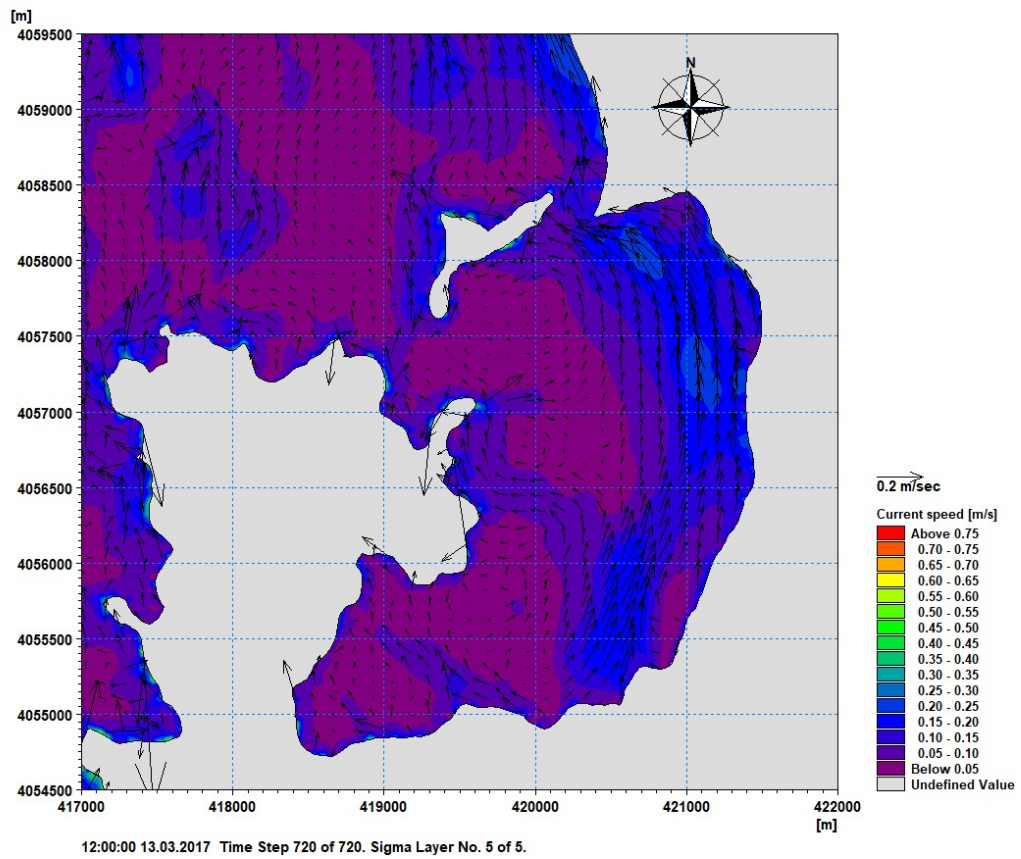 [m]
4059500
4059000
4058500
4058000
4057500
4057000
4056500
4056000
4055500
4055000
4054500
N
417000 418000 419000 420000 421000 422000
[m]
0.2 m/sec
Current speed [m/s]
Above 0.75
0.70 - 0.75
0.65 - 0.70
0.60 - 0.65
0.55 - 0.60
0.50 - 0.55
0.45 - 0.50
0.40 - 0.45
0.35 - 0.40
0.30 - 0.35
0.25 - 0.30
0.20 - 0.25
0.15 - 0.20
0.10 - 0.15
0.05 - 0.10
Below 0.05
Undefined Value
12:00:00 13.03.2017 Time Step 720 of 720. Sigma Layer No. 5 of 5.